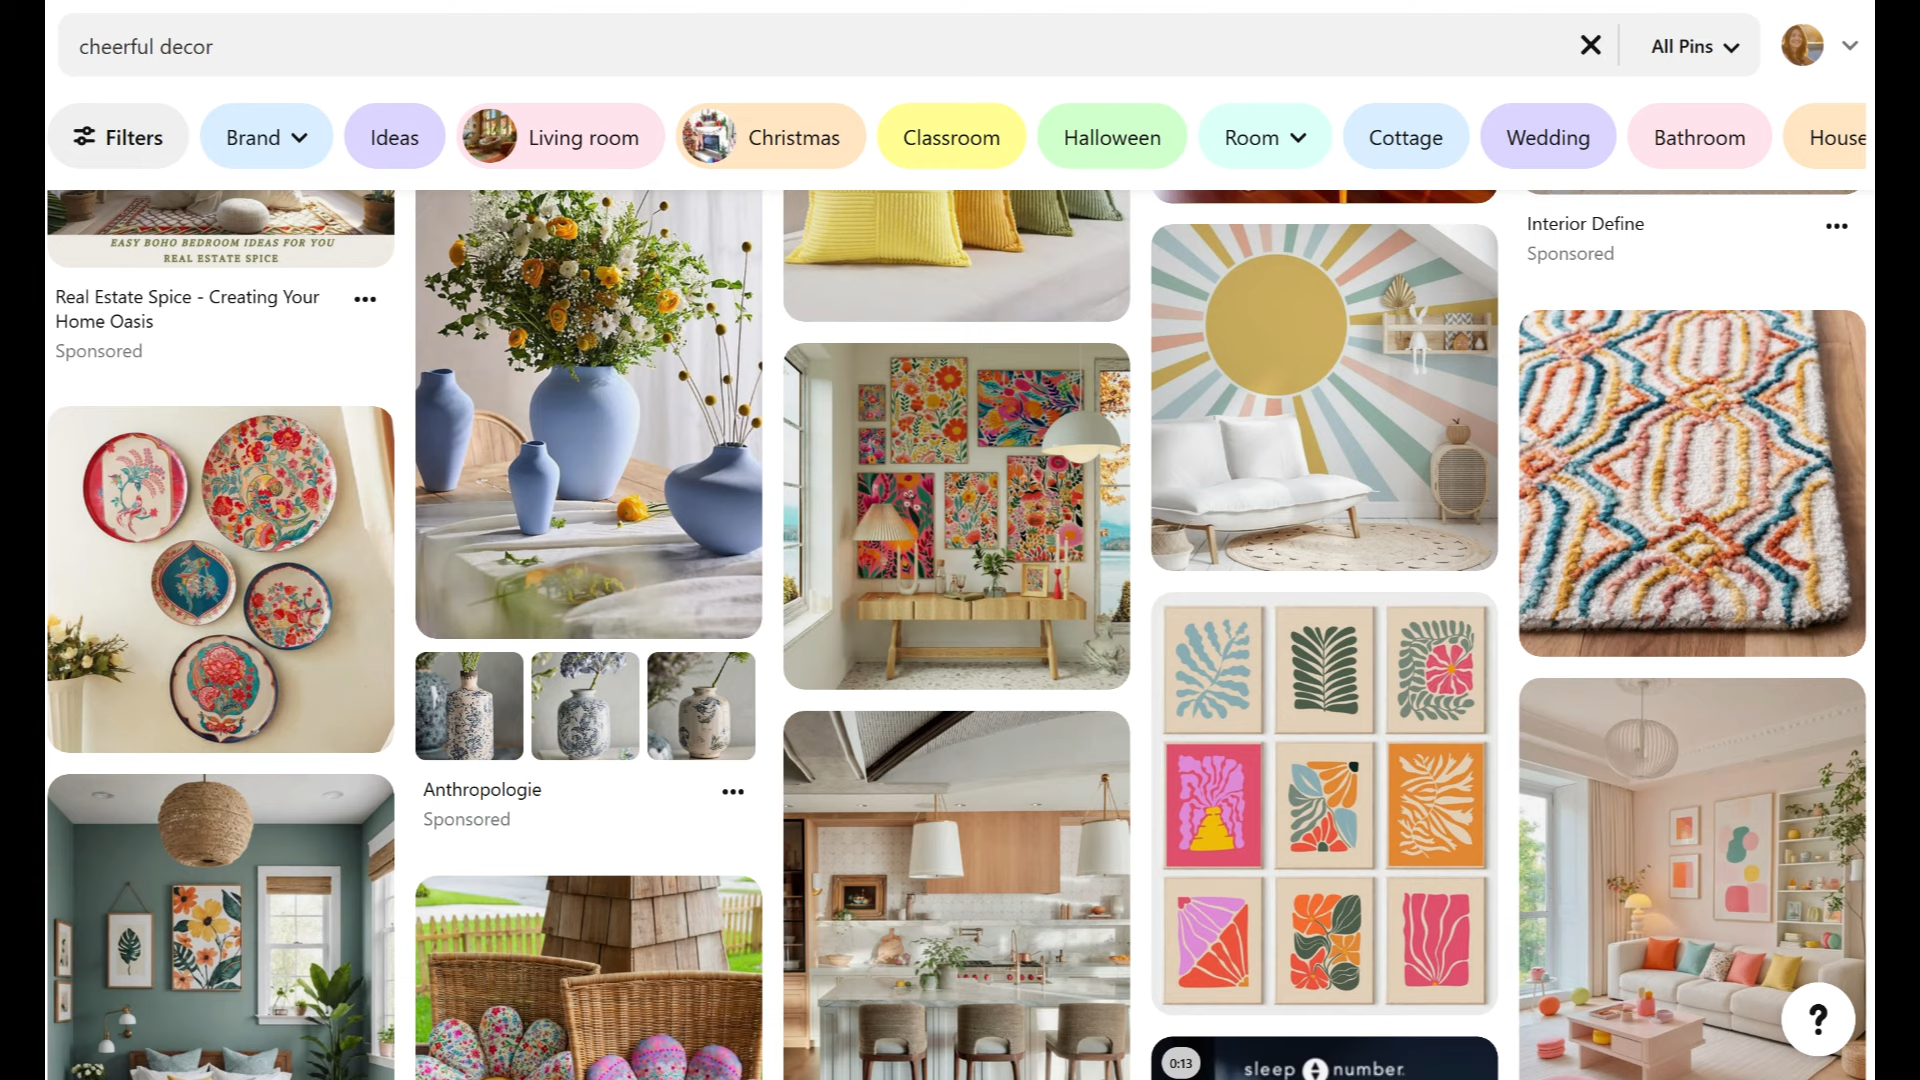 cheerful decor
All Pins
Filters
Brand
Ideas
Living room
Christmas
Classroom
Halloween
Room
Cottage
Wedding
Bathroom
House
EASY BOHO BEDROOM IDEAS FOR YOU
REAL ESTATE SPICE
Real Estate Spice - Creating Your
Home Oasis
Sponsored
Anthropologie
Sponsored
Interior Define
Sponsored
0:13
sleep number.
?